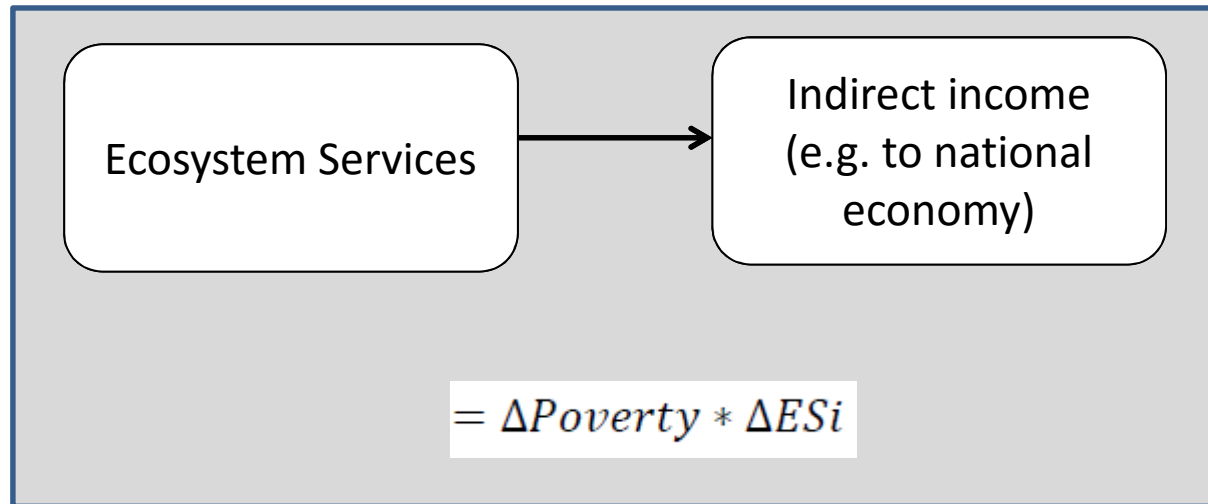 Ecosystem Services
Indirect income
(e.g. to national
economy)
= ΔPoverty * ΔESi